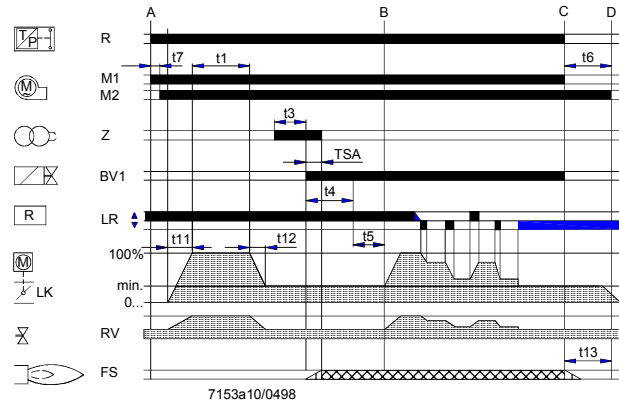 A B C D
R
T P
t7 t1 t6
M1
M
M2
t3
Z
TSA
BV1
t4
R LR
t11 t12 t5
100%
M
min.
LK
0...
RV
FS
t13
7153a10/0498